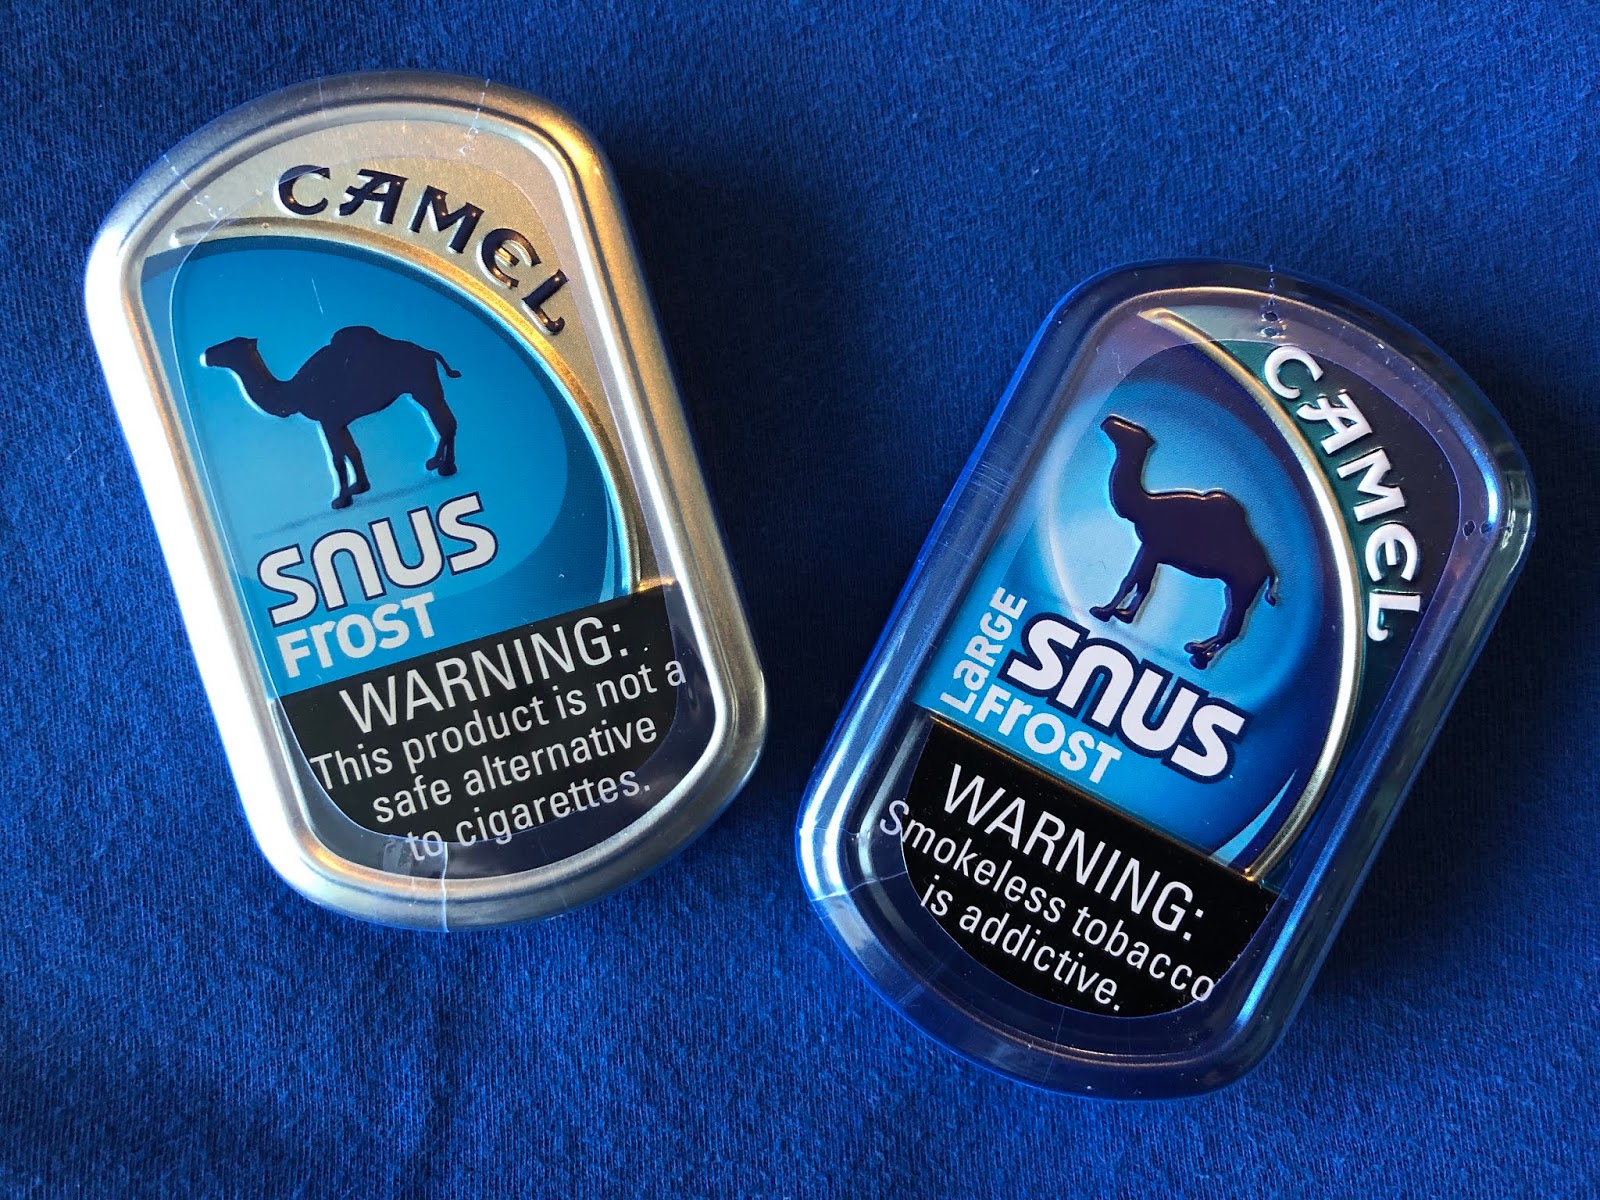 CAMEL
SNUS
FROST
WARNING:
This product is not a
safe alternative
to cigarettes.
CAMEL
LARGE
SNUS
FROST
WARNING:
Smokeless tobacco
is addictive.